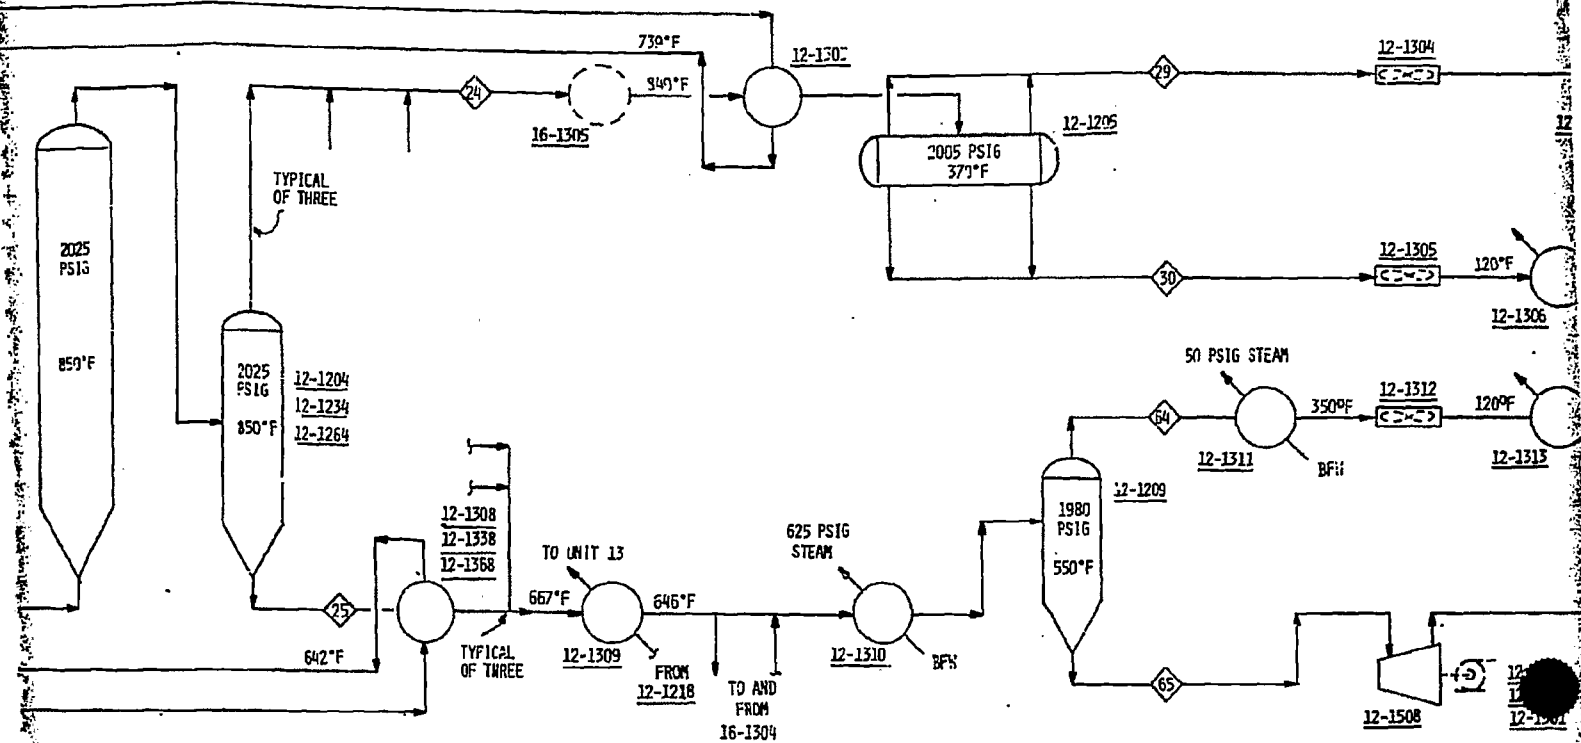 739°F
12-1304
29
24
840°F
16-1305
12-1205
2005 PSIG
370°F
12
TYPICAL
OF THREE
2025
PSIG
850°F
12-1305
30
120°F
12-1306
50 PSIG STEAM
2025
PSIG
850°F
12-1204
12-1234
12-1264
64
350°F
12-1312
120°F
12-1311
BFW
12-1313
12-1209
1980
PSIG
550°F
12-1308
12-1338
12-1368
TO UNIT 13
625 PSIG
STEAM
25
667°F
646°F
642°F
TYPICAL
OF THREE
12-1309
FROM
12-1218
12-1310
BFW
TO AND
FROM
16-1304
65
12-1508